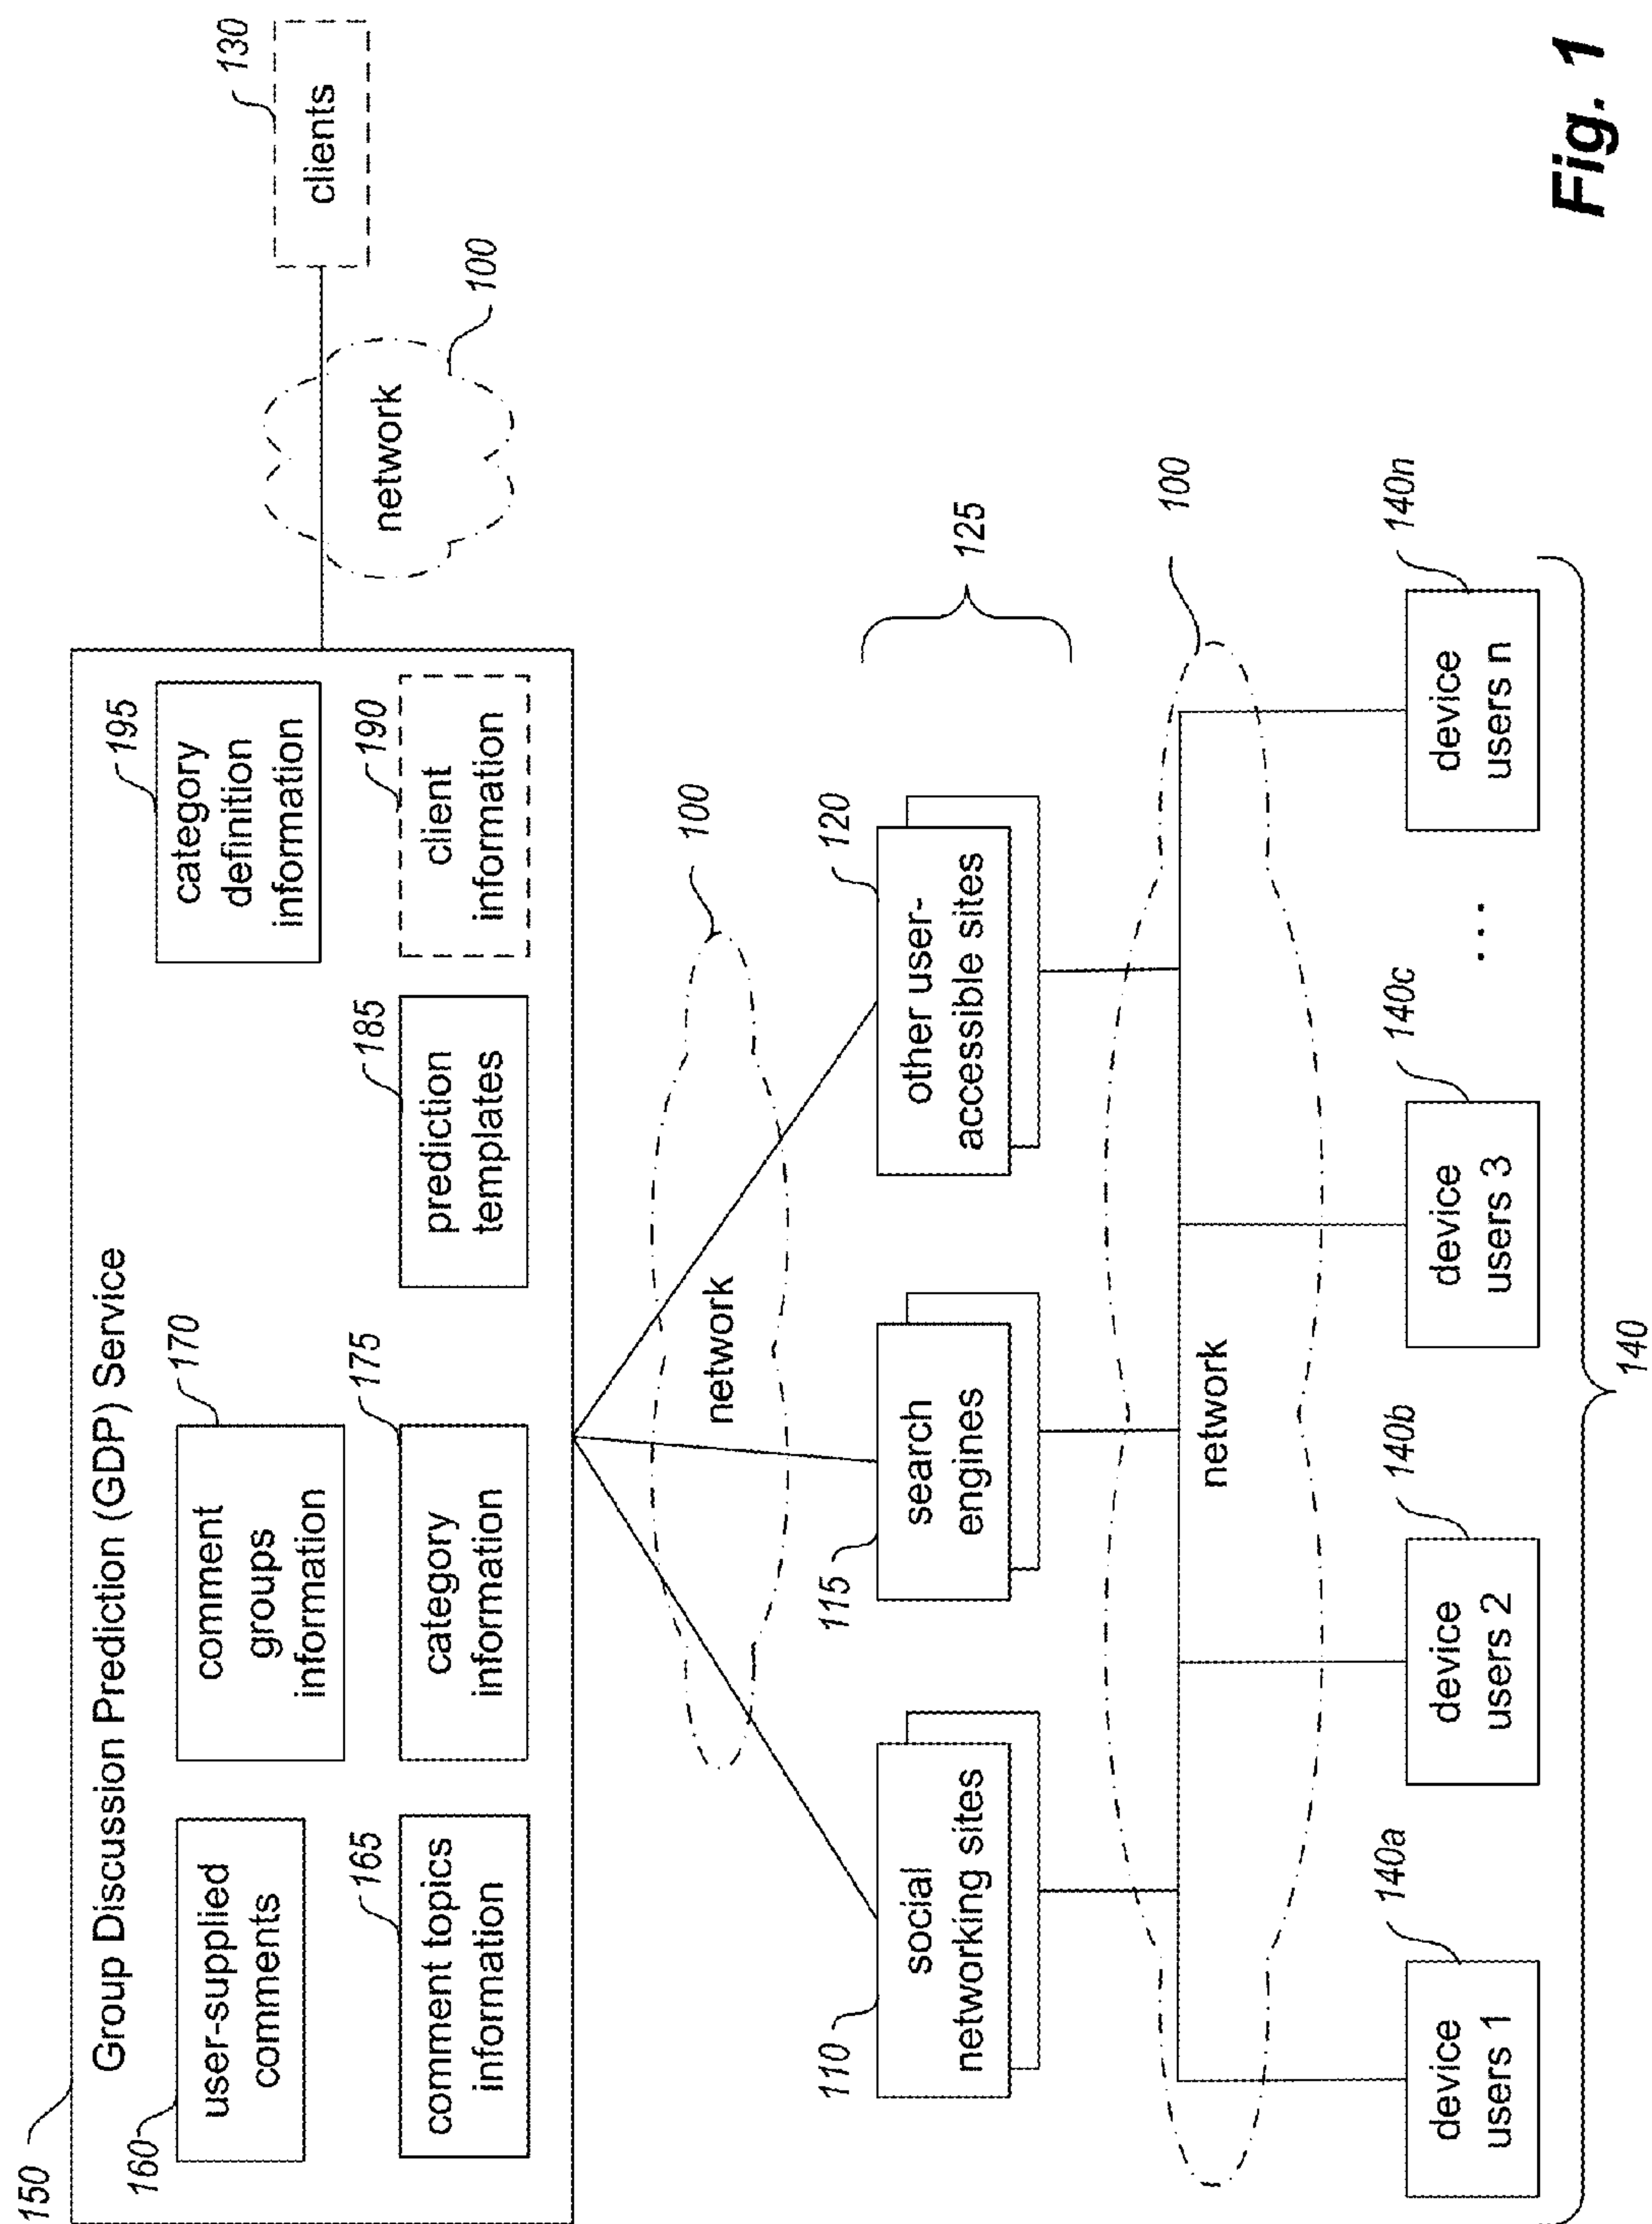 150
Group Discussion Prediction (GDP) Service
160
user-supplied
comments
170
comment
groups
information
195
category
definition
information
165
comment topics
information
175
category
information
185
prediction
templates
190
client
information
130
clients
network
100
network
100
110
social
networking sites
115
search
engines
120
other user-
accessible sites
125
network
100
140a
device
users 1
140b
device
users 2
140c
device
users 3
...
140n
device
users n
140
Fig. 1